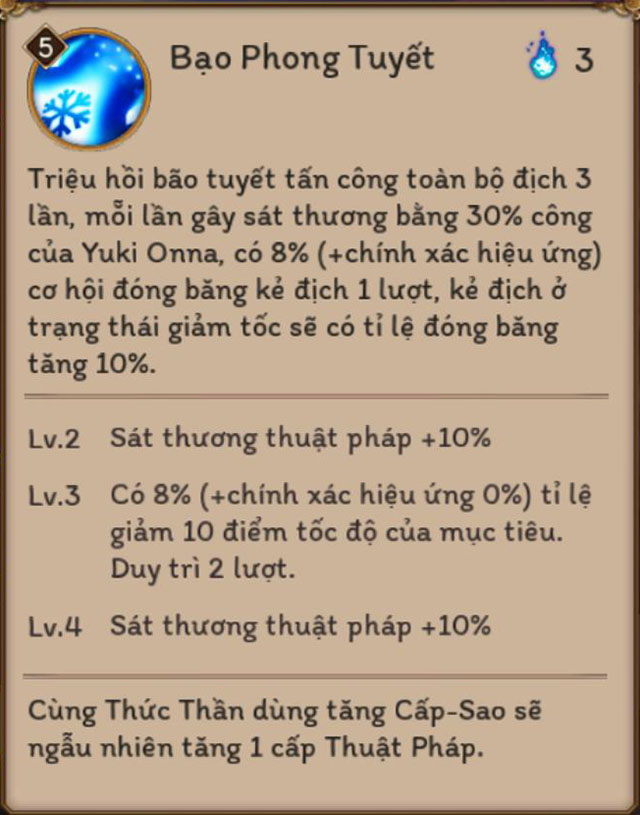 5
Bạo Phong Tuyết
3
Triệu hồi bão tuyết tấn công toàn bộ địch 3
lần, mỗi lần gây sát thương bằng 30% công
của Yuki Onna, có 8% (+chính xác hiệu ứng)
cơ hội đóng băng kẻ địch 1 lượt, kẻ địch ở
trạng thái giảm tốc sẽ có tỉ lệ đóng băng
tăng 10%.
Lv.2 Sát thương thuật pháp +10%
Lv.3 Có 8% (+chính xác hiệu ứng 0%) tỉ lệ
giảm 10 điểm tốc độ của mục tiêu.
Duy trì 2 lượt.
Lv.4 Sát thương thuật pháp +10%
Cùng Thức Thần dùng tăng Cấp-Sao sẽ
ngẫu nhiên tăng 1 cấp Thuật Pháp.